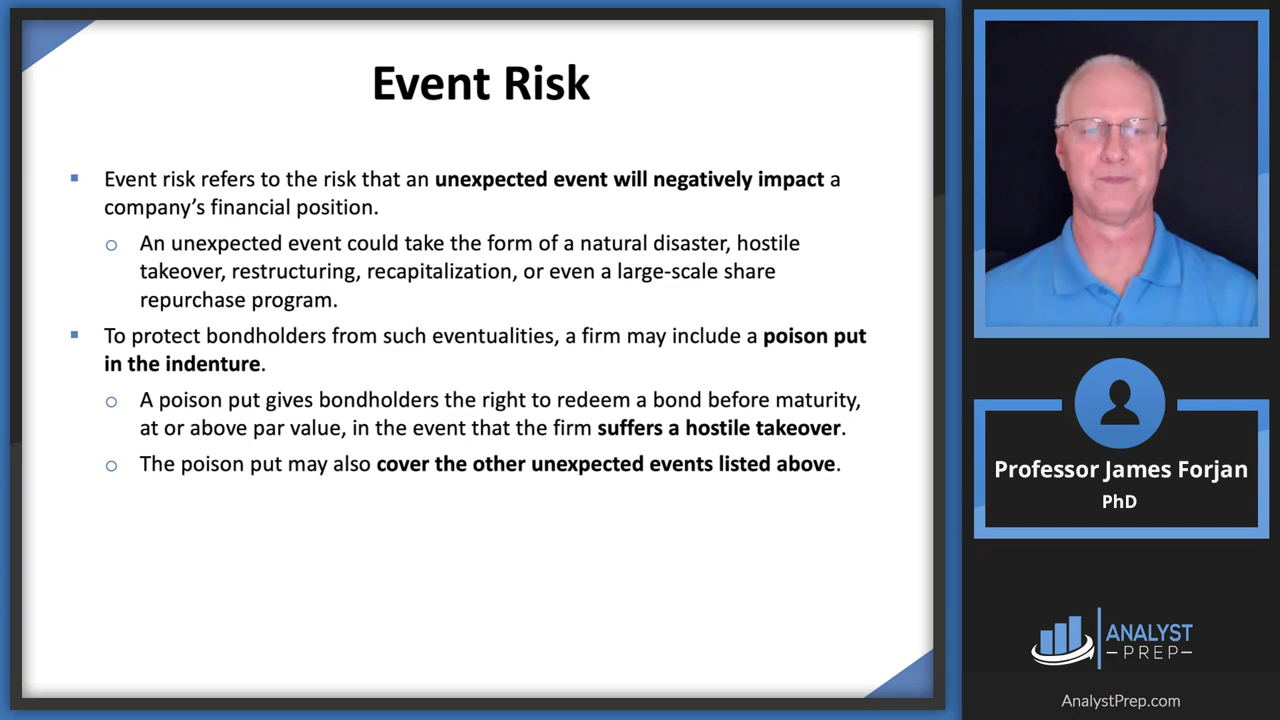 Event Risk
▪ Event risk refers to the risk that an unexpected event will negatively impact a
company’s financial position.
o An unexpected event could take the form of a natural disaster, hostile
takeover, restructuring, recapitalization, or even a large-scale share
repurchase program.
▪ To protect bondholders from such eventualities, a firm may include a poison put
in the indenture.
o A poison put gives bondholders the right to redeem a bond before maturity,
at or above par value, in the event that the firm suffers a hostile takeover.
o The poison put may also cover the other unexpected events listed above.
Professor James Forjan
PhD
ANALYST
—PREP—
AnalystPrep.com